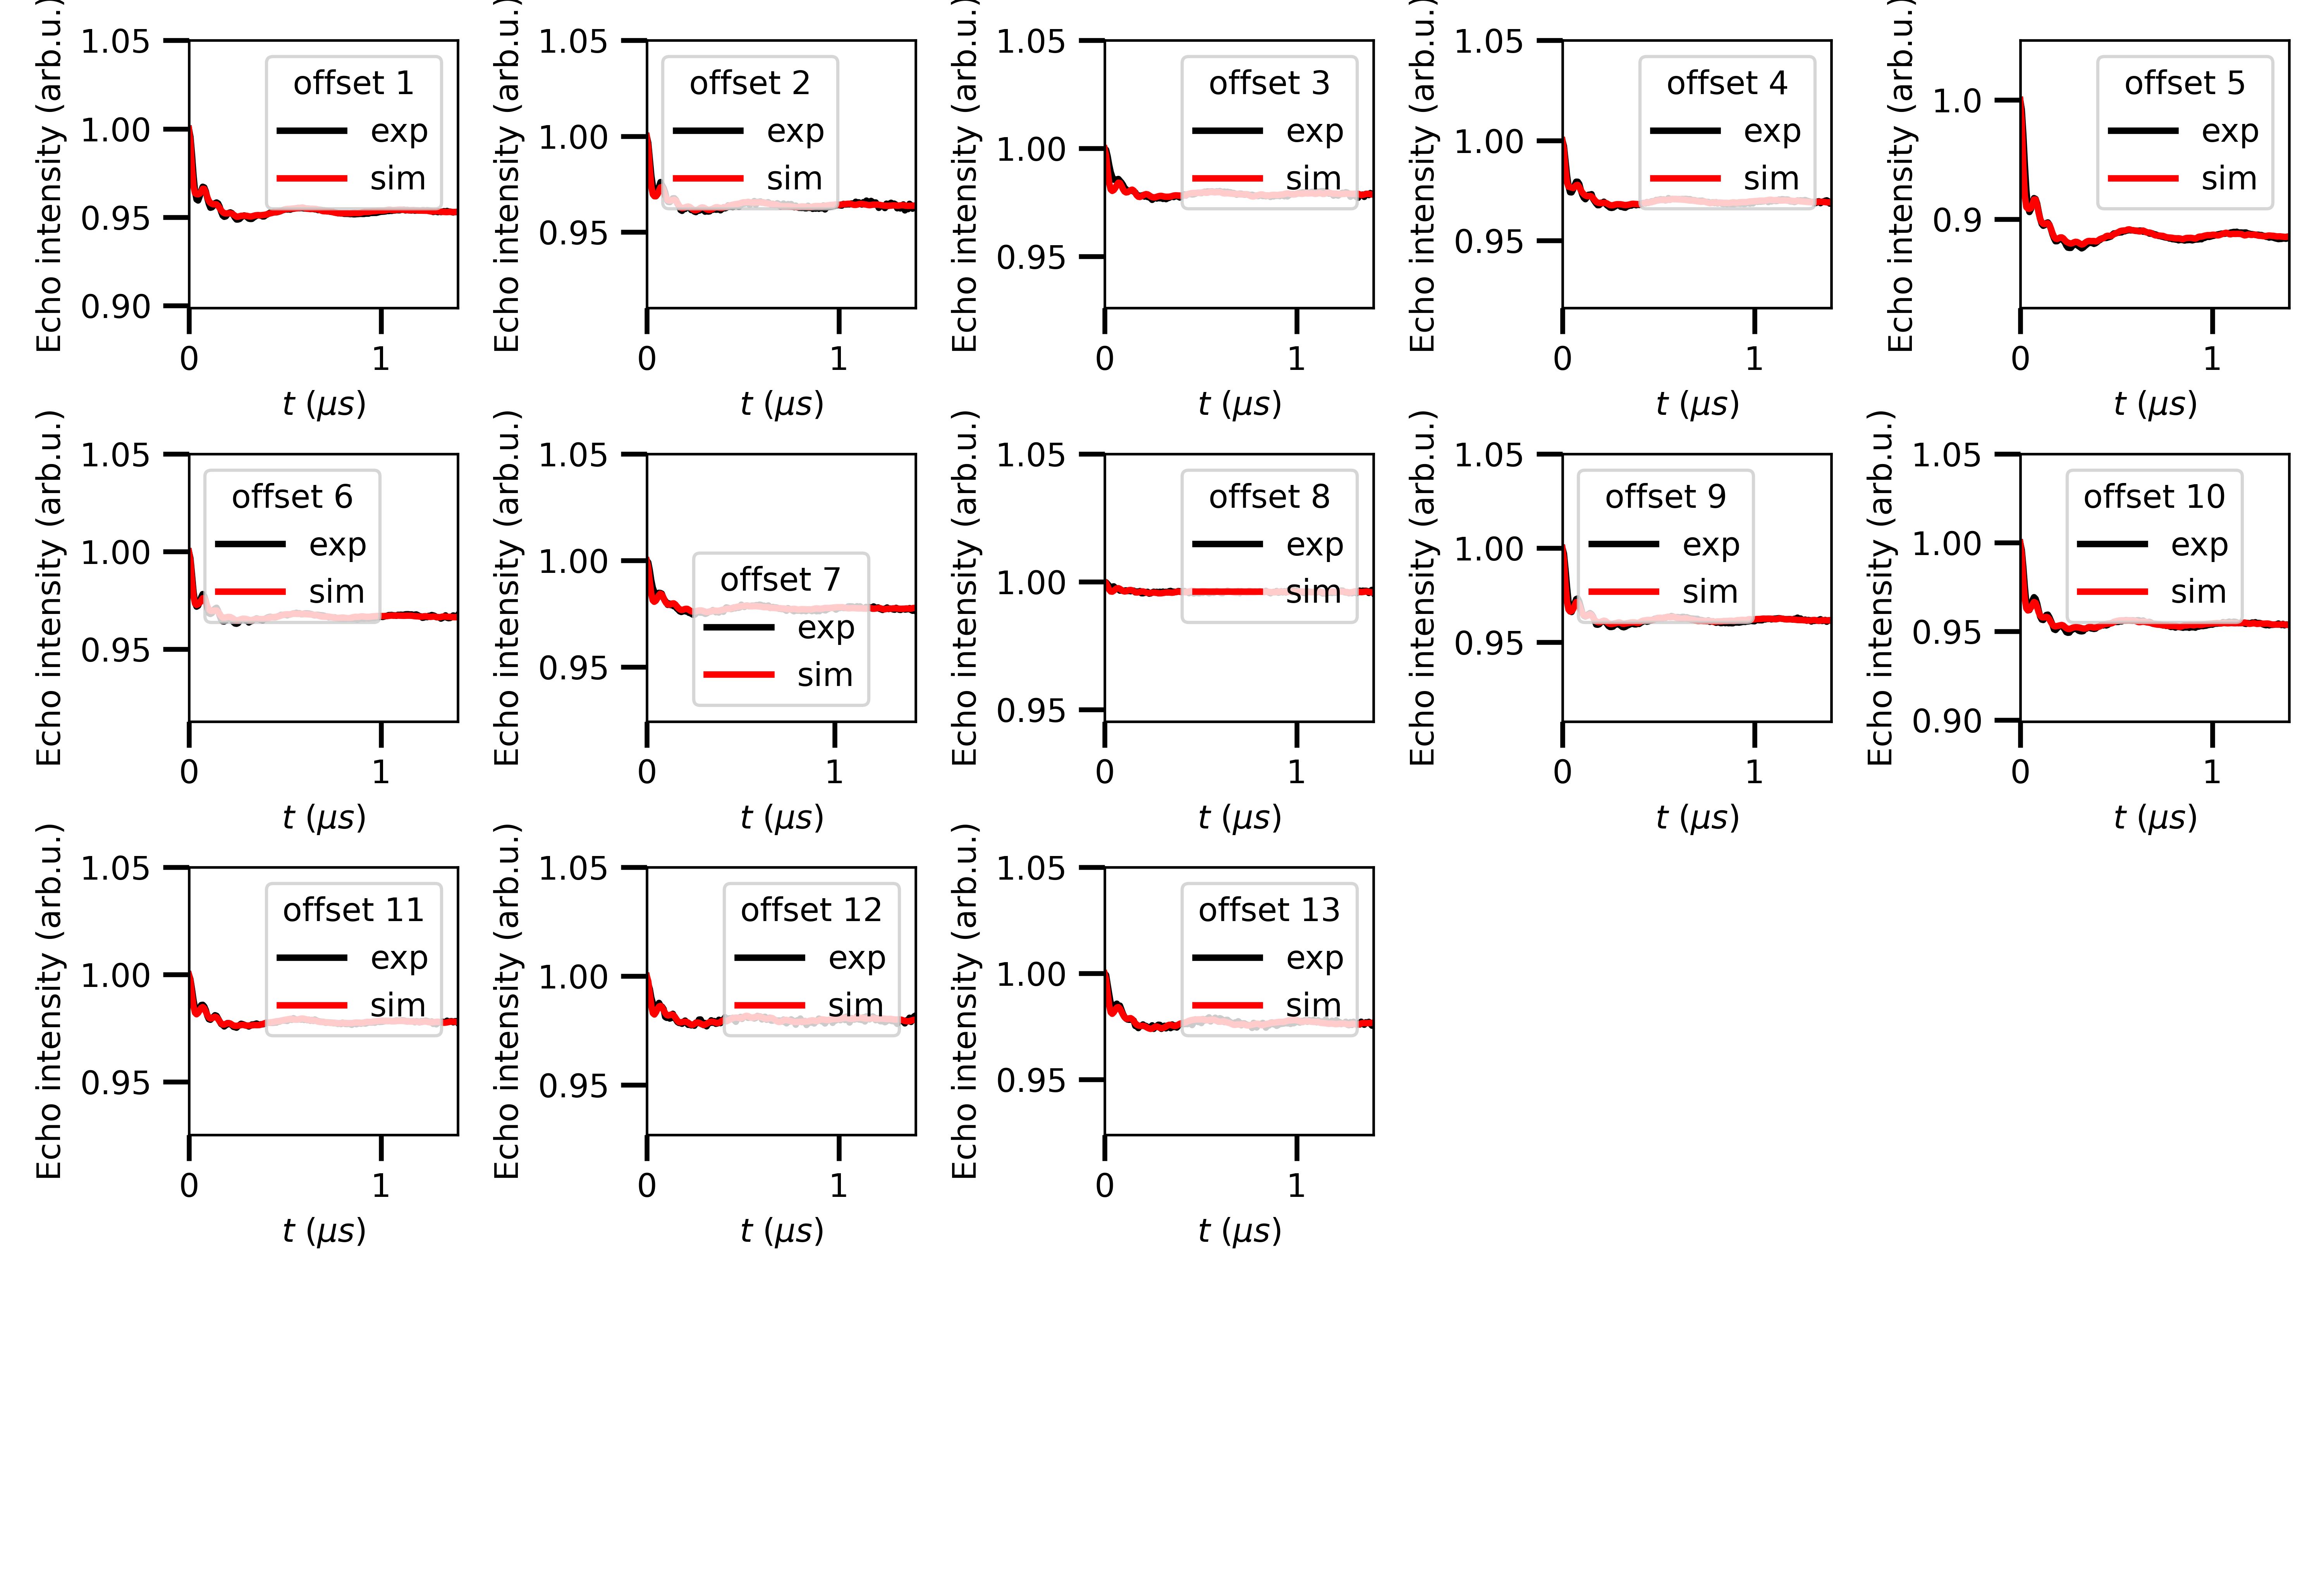 Echo intensity (arb.u.)
1.05
1.00
0.95
0.90
offset 1
exp
sim
0
1
t (μs)
Echo intensity (arb.u.)
1.05
1.00
0.95
offset 2
exp
sim
0
1
t (μs)
Echo intensity (arb.u.)
1.05
1.00
0.95
offset 3
exp
sim
0
1
t (μs)
Echo intensity (arb.u.)
1.05
1.00
0.95
offset 4
exp
sim
0
1
t (μs)
Echo intensity (arb.u.)
1.0
0.9
offset 5
exp
sim
0
1
t (μs)
Echo intensity (arb.u.)
1.05
1.00
0.95
offset 6
exp
sim
0
1
t (μs)
Echo intensity (arb.u.)
1.05
1.00
0.95
offset 7
exp
sim
0
1
t (μs)
Echo intensity (arb.u.)
1.05
1.00
0.95
offset 8
exp
sim
0
1
t (μs)
Echo intensity (arb.u.)
1.05
1.00
0.95
offset 9
exp
sim
0
1
t (μs)
Echo intensity (arb.u.)
1.05
1.00
0.95
0.90
offset 10
exp
sim
0
1
t (μs)
Echo intensity (arb.u.)
1.05
1.00
0.95
offset 11
exp
sim
0
1
t (μs)
Echo intensity (arb.u.)
1.05
1.00
0.95
offset 12
exp
sim
0
1
t (μs)
Echo intensity (arb.u.)
1.05
1.00
0.95
offset 13
exp
sim
0
1
t (μs)